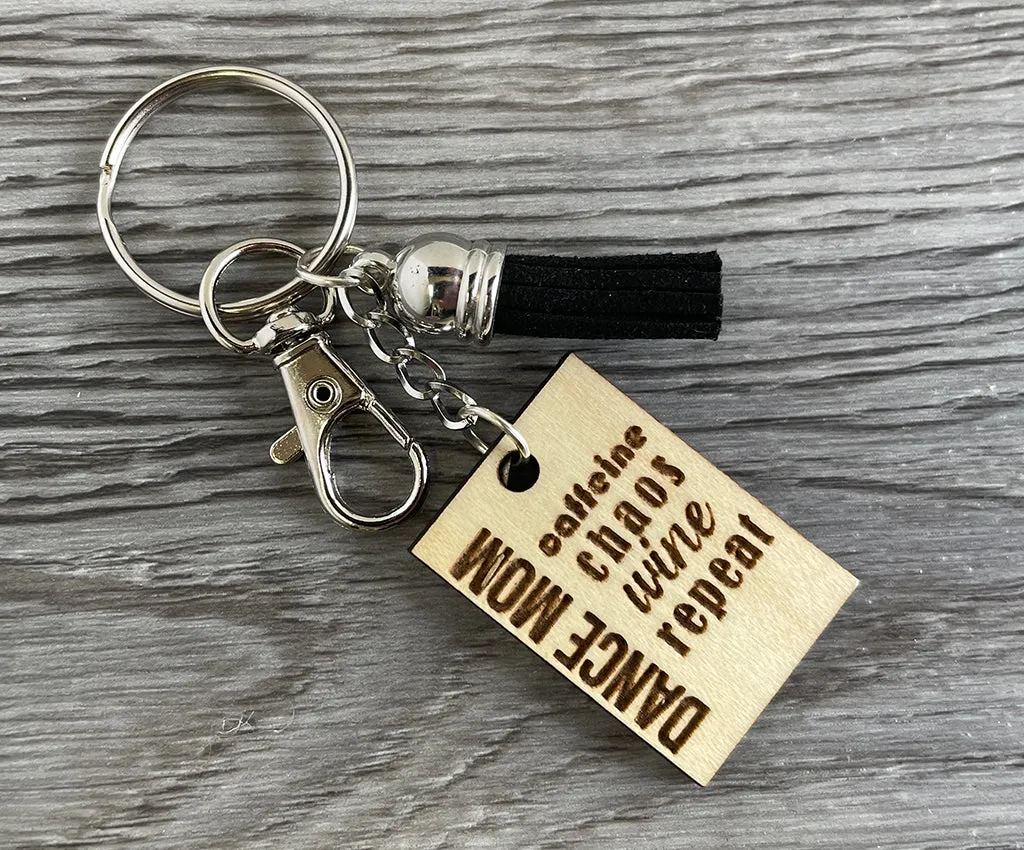 DANCE MOM
caffeine
chaos
wine
repeat